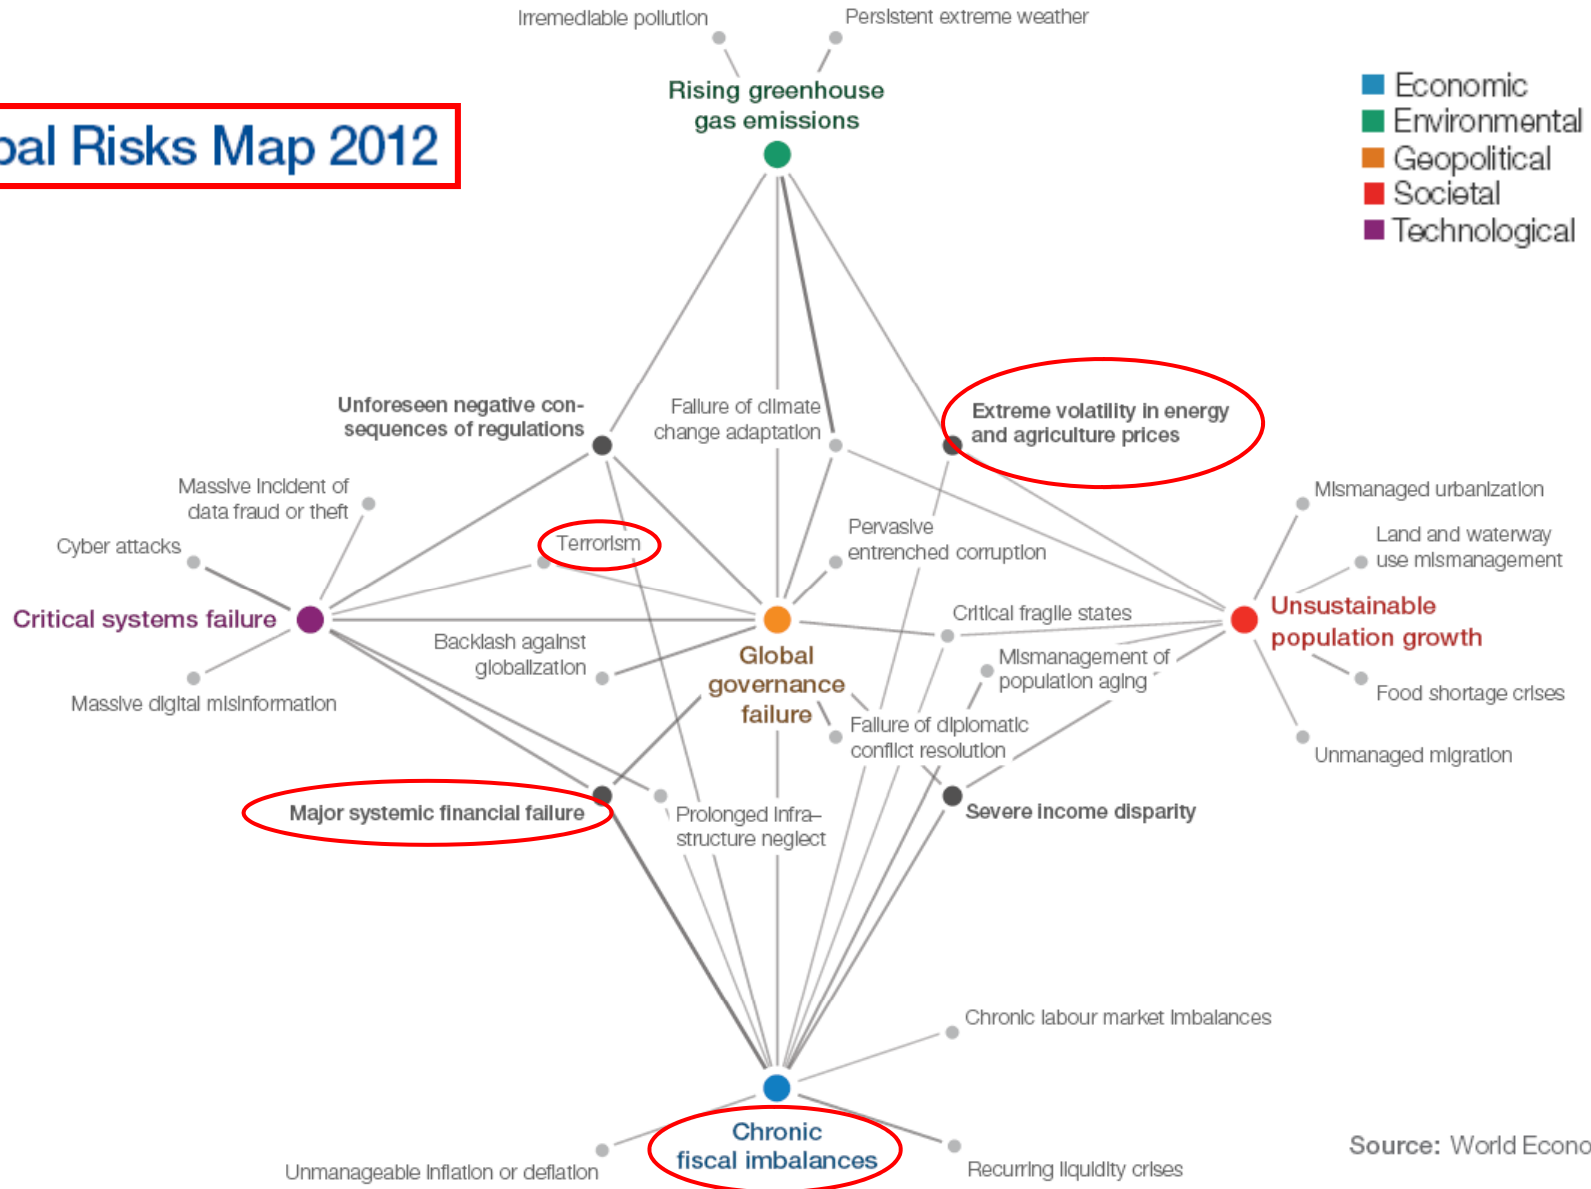 Irremediable pollution
Persistent extreme weather
Rising greenhouse
gas emissions
Economic
Environmental
Geopolitical
Societal
Technological
bal Risks Map 2012
Unforeseen negative con-
sequences of regulations
Failure of climate
change adaptation
Extreme volatility in energy
and agriculture prices
Massive incident of
data fraud or theft
Cyber attacks
Terrorism
Pervasive
entrenched corruption
Mismanaged urbanization
Land and waterway
use mismanagement
Critical systems failure
Critical fragile states
Unsustainable
population growth
Backlash against
globalization
Global
governance
failure
Mismanagement of
population aging
Massive digital misinformation
Food shortage crises
Failure of diplomatic
conflict resolution
Unmanaged migration
Major systemic financial failure
Prolonged infra–
structure neglect
Severe income disparity
Chronic labour market imbalances
Chronic
fiscal imbalances
Unmanageable inflation or deflation
Recurring liquidity crises
Source: World Econo